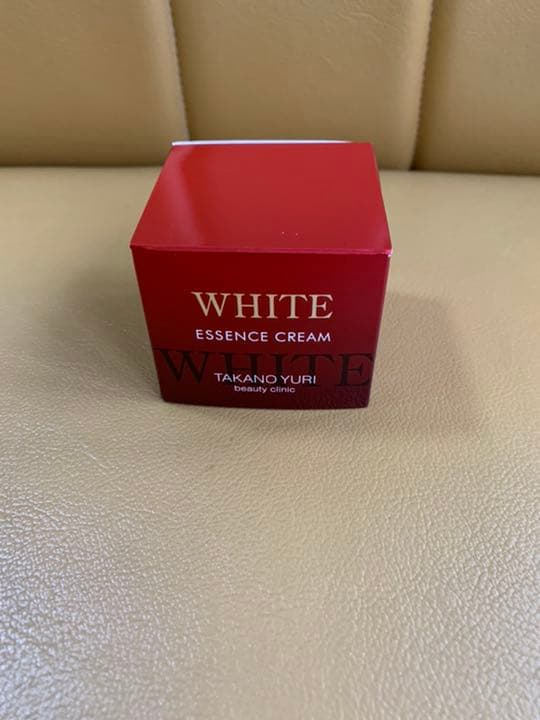 WHITE
ESSENCE CREAM
WHITE
TAKANO YURI
beauty clinic